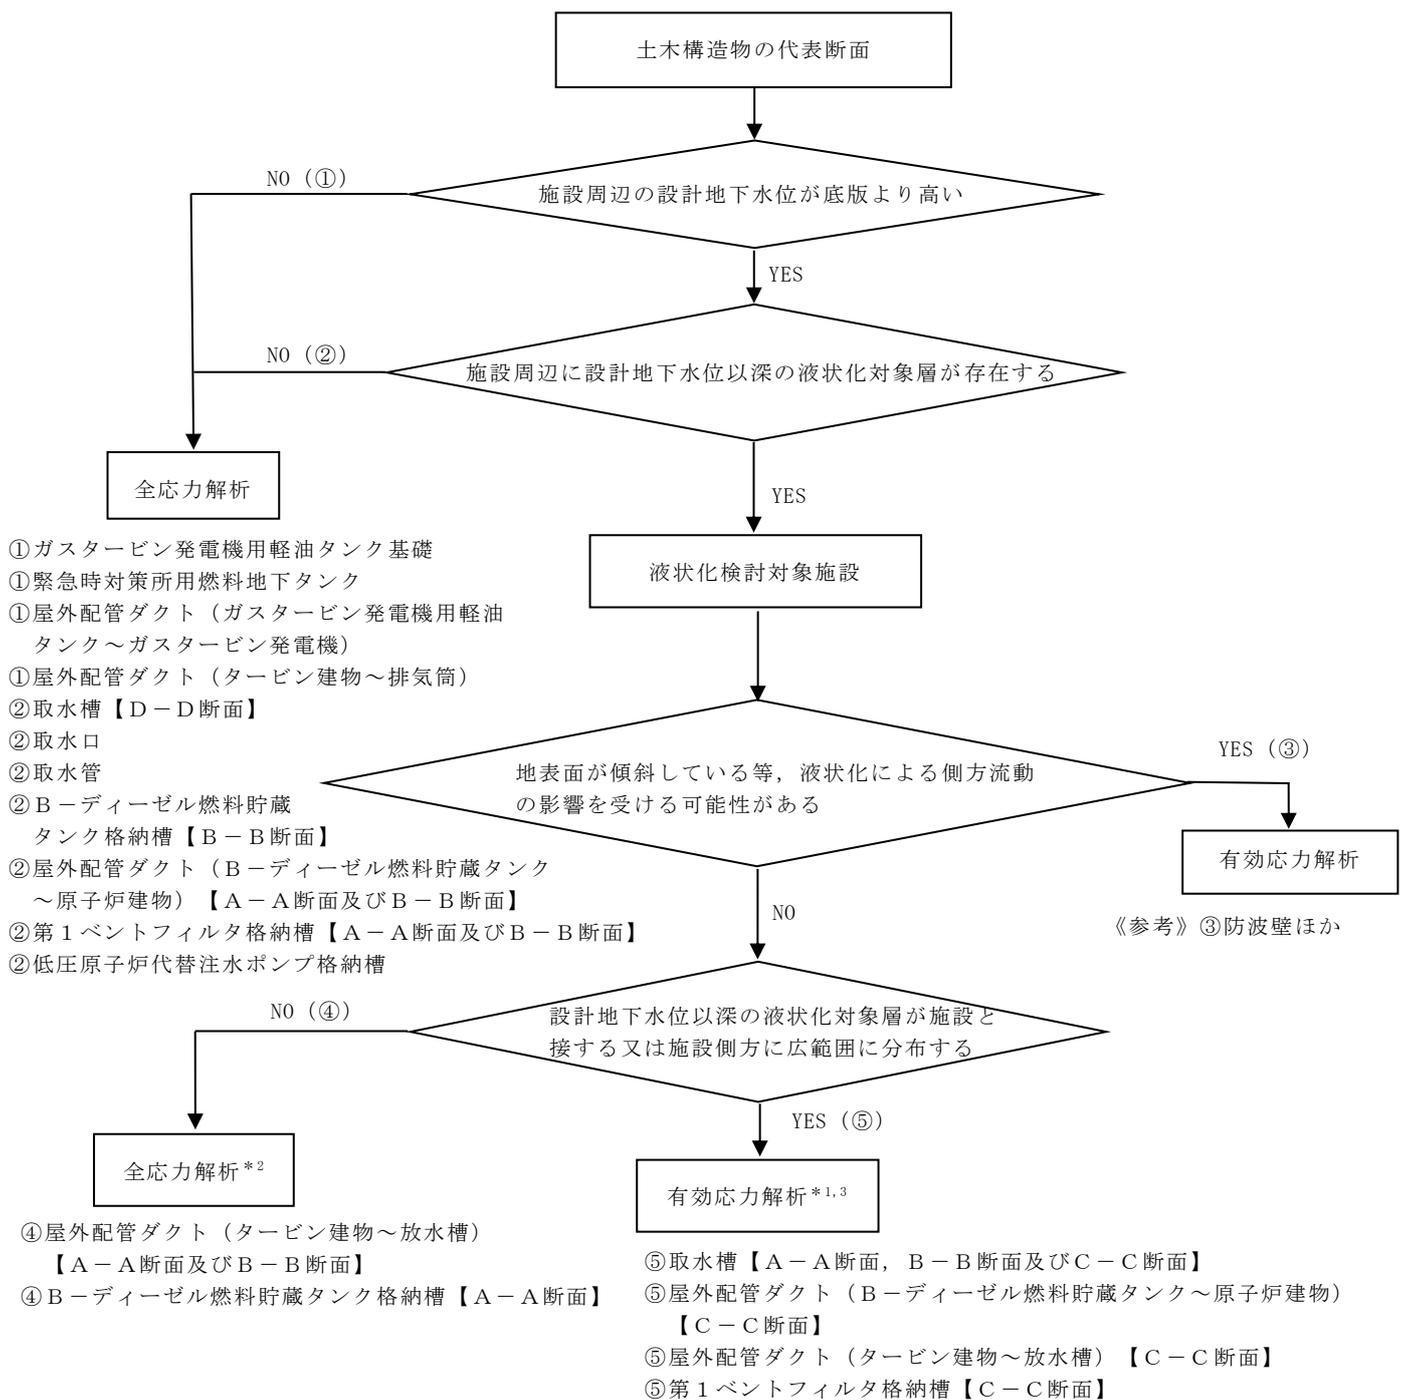 土木構造物の代表断面
NO（①）
施設周辺の設計地下水位が底版より高い
YES
NO（②）
施設周辺に設計地下水位以深の液状化対象層が存在する
全応力解析
YES
①ガスタービン発電機用軽油タンク基礎
①緊急時対策所用燃料地下タンク
①屋外配管ダクト（ガスタービン発電機用軽油
タンク～ガスタービン発電機）
①屋外配管ダクト（タービン建物～排気筒）
②取水槽【Ｄ－Ｄ断面】
②取水口
②取水管
②Ｂ－ディーゼル燃料貯蔵
タンク格納槽【Ｂ－Ｂ断面】
②屋外配管ダクト（Ｂ－ディーゼル燃料貯蔵タンク
～原子炉建物）【Ａ－Ａ断面及びＢ－Ｂ断面】
②第１ベントフィルタ格納槽【Ａ－Ａ断面及びＢ－Ｂ断面】
②低圧原子炉代替注水ポンプ格納槽
液状化検討対象施設
地表面が傾斜している等，液状化による側方流動
の影響を受ける可能性がある
YES（③）
有効応力解析
《参考》③防波壁ほか
NO
設計地下水位以深の液状化対象層が施設と
接する又は施設側方に広範囲に分布する
NO（④）
全応力解析＊２
④屋外配管ダクト（タービン建物～放水槽）
【Ａ－Ａ断面及びＢ－Ｂ断面】
④Ｂ－ディーゼル燃料貯蔵タンク格納槽【Ａ－Ａ断面】
YES（⑤）
有効応力解析＊１,３
⑤取水槽【Ａ－Ａ断面，Ｂ－Ｂ断面及びＣ－Ｃ断面】
⑤屋外配管ダクト（Ｂ－ディーゼル燃料貯蔵タンク～原子炉建物）
【Ｃ－Ｃ断面】
⑤屋外配管ダクト（タービン建物～放水槽）【Ｃ－Ｃ断面】
⑤第１ベントフィルタ格納槽【Ｃ－Ｃ断面】